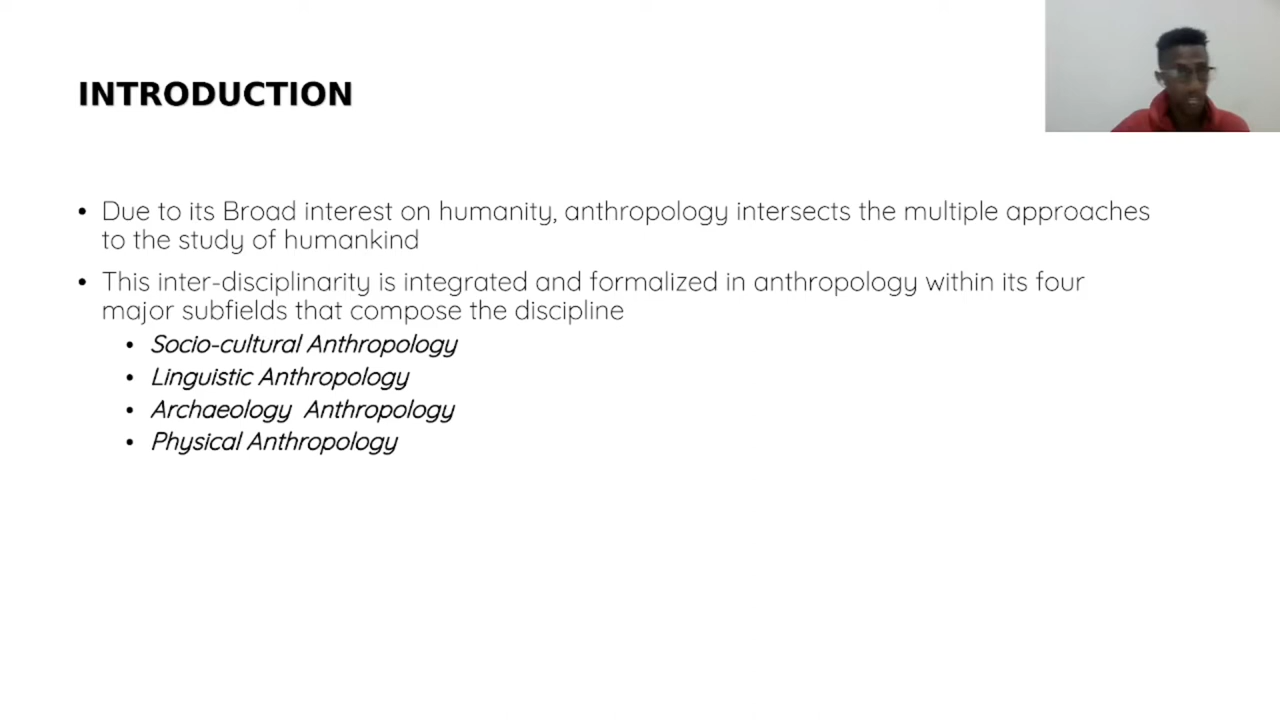 INTRODUCTION
• Due to its Broad interest on humanity, anthropology intersects the multiple approaches
to the study of humankind
• This inter-disciplinarity is integrated and formalized in anthropology within its four
major subfields that compose the discipline
• Socio-cultural Anthropology
• Linguistic Anthropology
• Archaeology  Anthropology
• Physical Anthropology